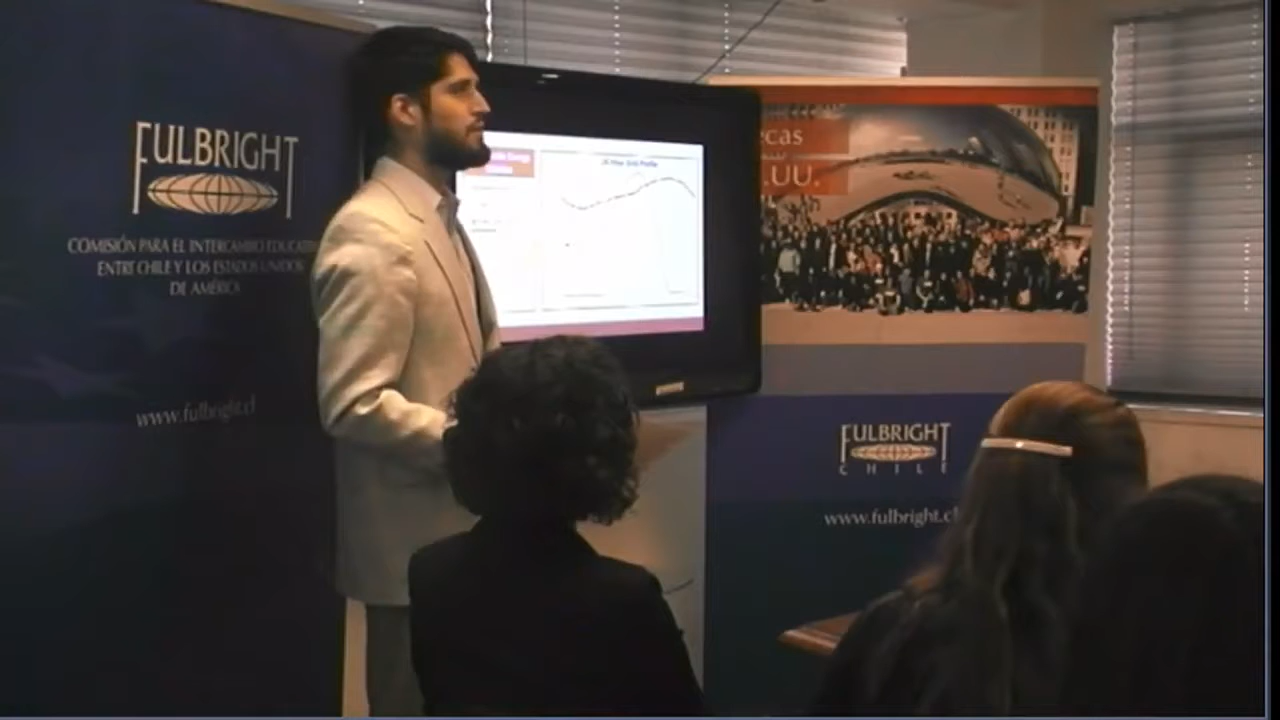 FULBRIGHT
COMISIÓN PARA EL INTERCAMBIO EDUCATI
ENTRE CHILE Y LOS ESTADOS UNIDOS
DE AMÉRICA
www.fulbright.cl
ecas
.UU.
FULBRIGHT
CHILE
www.fulbright.cl